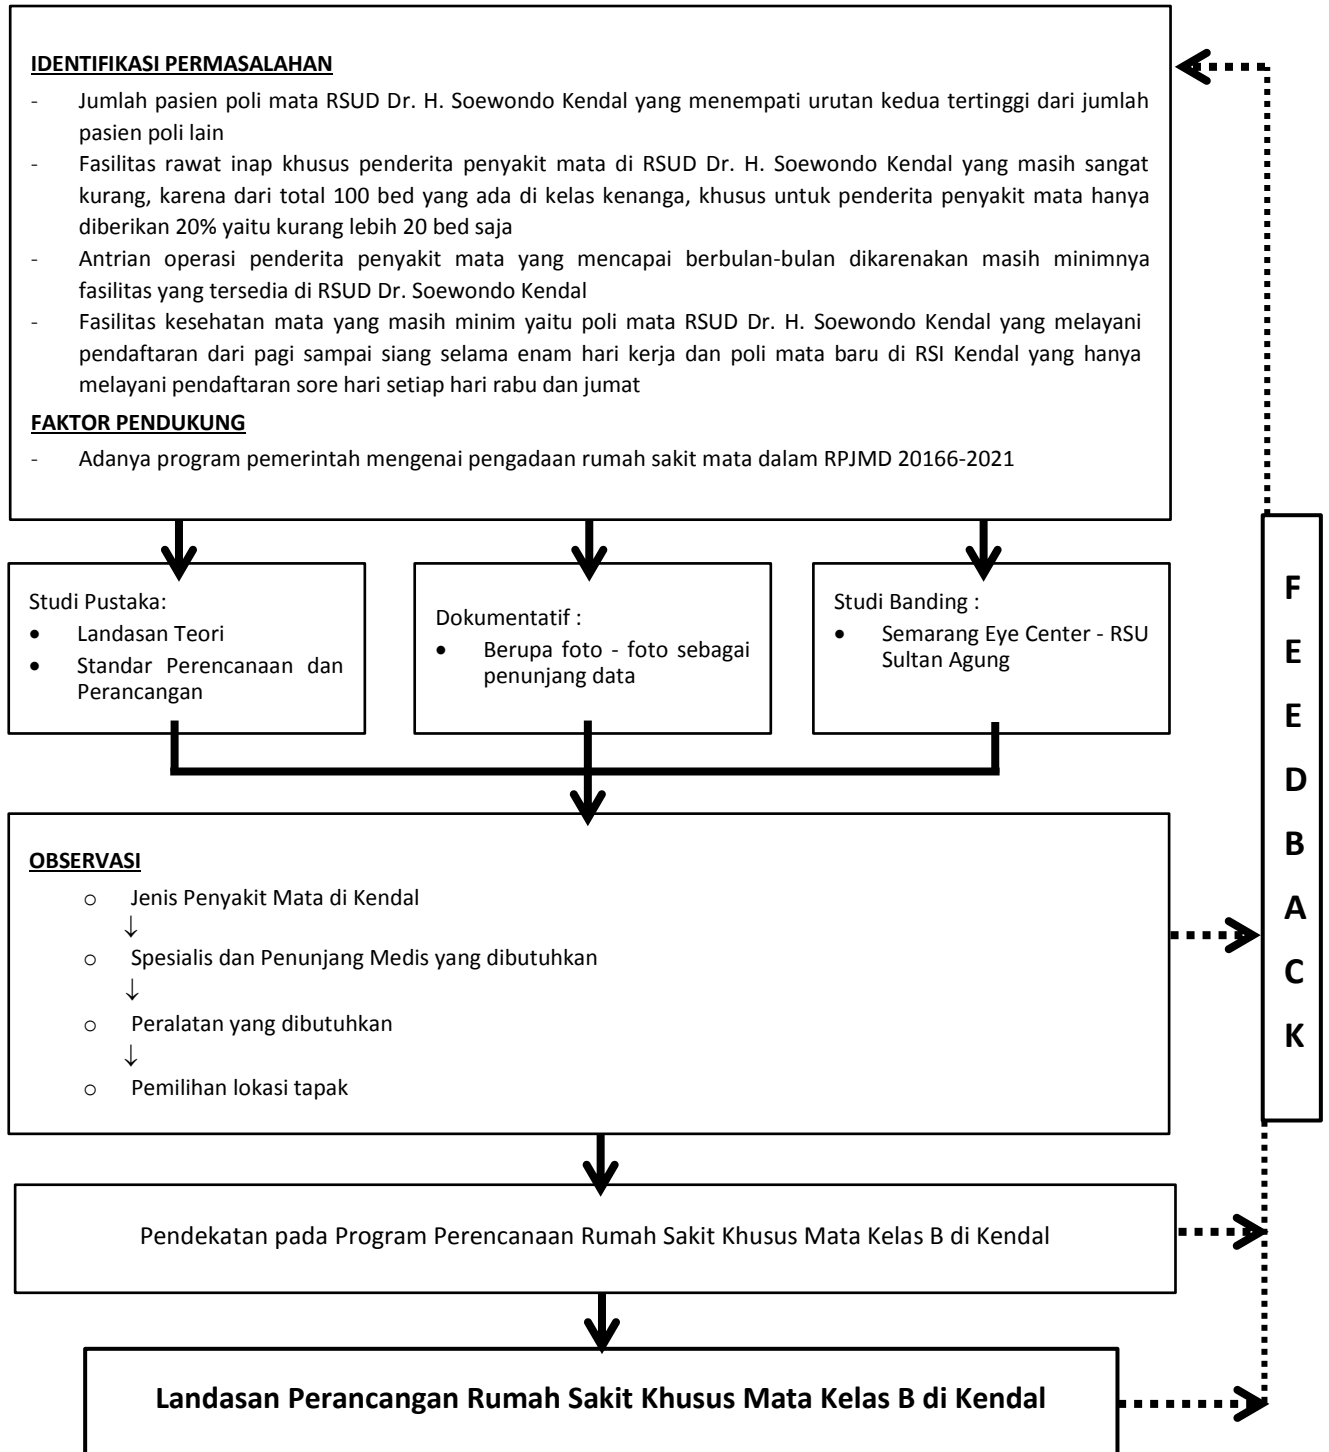 IDENTIFIKASI PERMASALAHAN
- Jumlah pasien poli mata RSUD Dr. H. Soewondo Kendal yang menempati urutan kedua tertinggi dari jumlah
pasien poli lain
- Fasilitas rawat inap khusus penderita penyakit mata di RSUD Dr. H. Soewondo Kendal yang masih sangat
kurang, karena dari total 100 bed yang ada di kelas kenanga, khusus untuk penderita penyakit mata hanya
diberikan 20% yaitu kurang lebih 20 bed saja
- Antrian operasi penderita penyakit mata yang mencapai berbulan-bulan dikarenakan masih minimnya
fasilitas yang tersedia di RSUD Dr. Soewondo Kendal
- Fasilitas kesehatan mata yang masih minim yaitu poli mata RSUD Dr. H. Soewondo Kendal yang melayani
pendaftaran dari pagi sampai siang selama enam hari kerja dan poli mata baru di RSI Kendal yang hanya
melayani pendaftaran sore hari setiap hari rabu dan jumat
FAKTOR PENDUKUNG
- Adanya program pemerintah mengenai pengadaan rumah sakit mata dalam RPJMD 20166-2021
Studi Pustaka:
• Landasan Teori
• Standar Perencanaan dan
Perancangan
Dokumentatif :
• Berupa foto - foto sebagai
penunjang data
Studi Banding :
• Semarang Eye Center - RSU
Sultan Agung
OBSERVASI
o Jenis Penyakit Mata di Kendal
↓
o Spesialis dan Penunjang Medis yang dibutuhkan
↓
o Peralatan yang dibutuhkan
↓
o Pemilihan lokasi tapak
Pendekatan pada Program Perencanaan Rumah Sakit Khusus Mata Kelas B di Kendal
Landasan Perancangan Rumah Sakit Khusus Mata Kelas B di Kendal
F
E
E
D
B
A
C
K